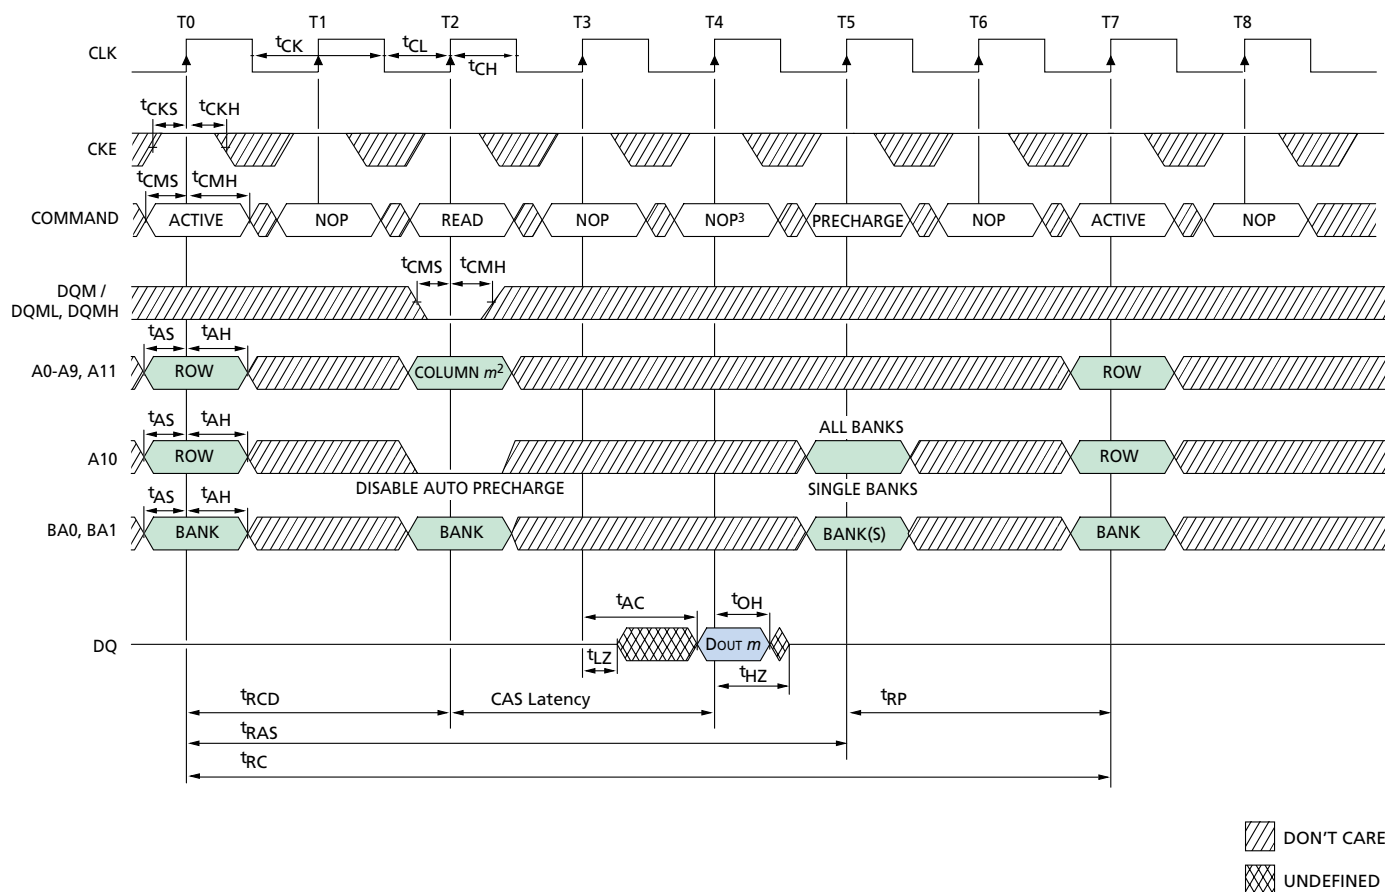 T0 T1 T2 T3 T4 T5 T6 T7 T8
CLK
tCK tCL
tCH
tCKS tCKH
CKE
tCMS tCMH
COMMAND ACTIVE NOP READ NOP NOP3 PRECHARGE NOP ACTIVE NOP
tCMS tCMH
DQM /
DQML, DQMH
tAS tAH
A0-A9, A11 ROW COLUMN m2 ROW
tAS tAH ALL BANKS
A10 ROW ROW
DISABLE AUTO PRECHARGE SINGLE BANKS
tAS tAH
BA0, BA1 BANK BANK BANK(S) BANK
tAC tOH
DQ DOUT m
tLZ tHZ
tRCD CAS Latency tRP
tRAS
tRC
DON'T CARE
UNDEFINED